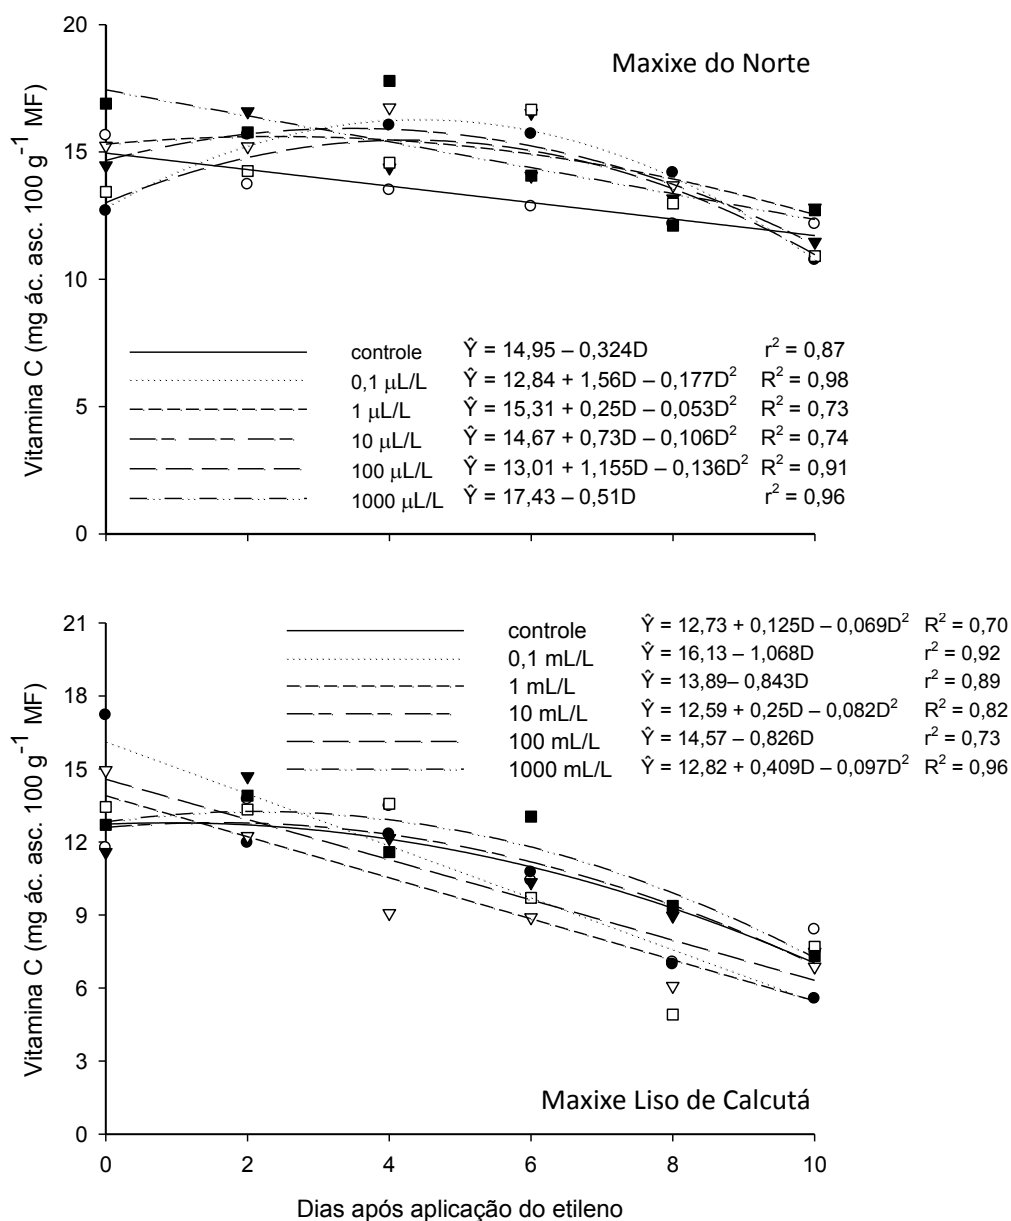 20
Maxixe do Norte
15
10
5
0
Vitamina C (mg ác. asc. 100 g⁻¹ MF)
controle Ŷ = 14,95 – 0,324D r² = 0,87
0,1 μL/L Ŷ = 12,84 + 1,56D – 0,177D² R² = 0,98
1 μL/L Ŷ = 15,31 + 0,25D – 0,053D² R² = 0,73
10 μL/L Ŷ = 14,67 + 0,73D – 0,106D² R² = 0,74
100 μL/L Ŷ = 13,01 + 1,155D – 0,136D² R² = 0,91
1000 μL/L Ŷ = 17,43 – 0,51D r² = 0,96
21
18
15
12
9
6
3
0
Vitamina C (mg ác. asc. 100 g⁻¹ MF)
controle Ŷ = 12,73 + 0,125D – 0,069D² R² = 0,70
0,1 mL/L Ŷ = 16,13 – 1,068D r² = 0,92
1 mL/L Ŷ = 13,89– 0,843D r² = 0,89
10 mL/L Ŷ = 12,59 + 0,25D – 0,082D² R² = 0,82
100 mL/L Ŷ = 14,57 – 0,826D r² = 0,73
1000 mL/L Ŷ = 12,82 + 0,409D – 0,097D² R² = 0,96
Maxixe Liso de Calcutá
0 2 4 6 8 10
Dias após aplicação do etileno